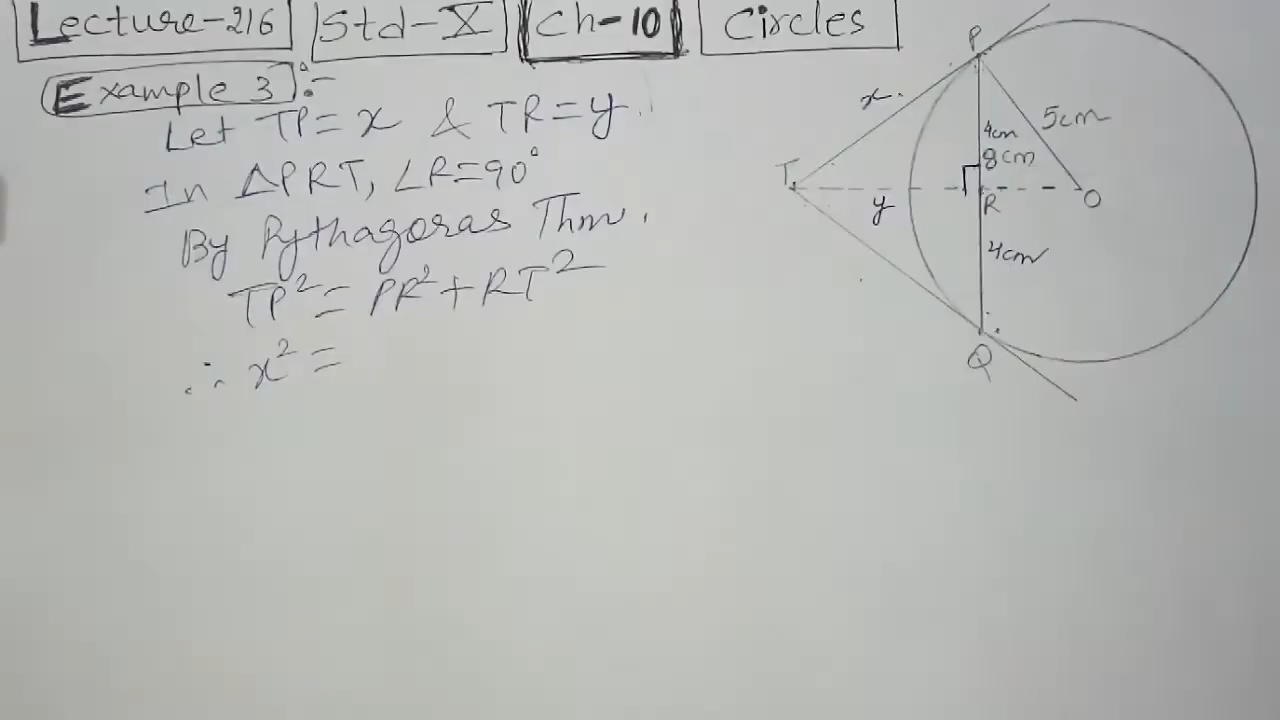 Lecture-216 Std-X Ch-10 Circles
Example 3 :-
Let TP = x & TR = y.
In △PRT, ∠R = 90°
By Pythagoras Thm.
TP² = PR² + RT²
∴ x² =
P
x.
5cm
4cm
8cm
T
y
R
O
4cm
Q